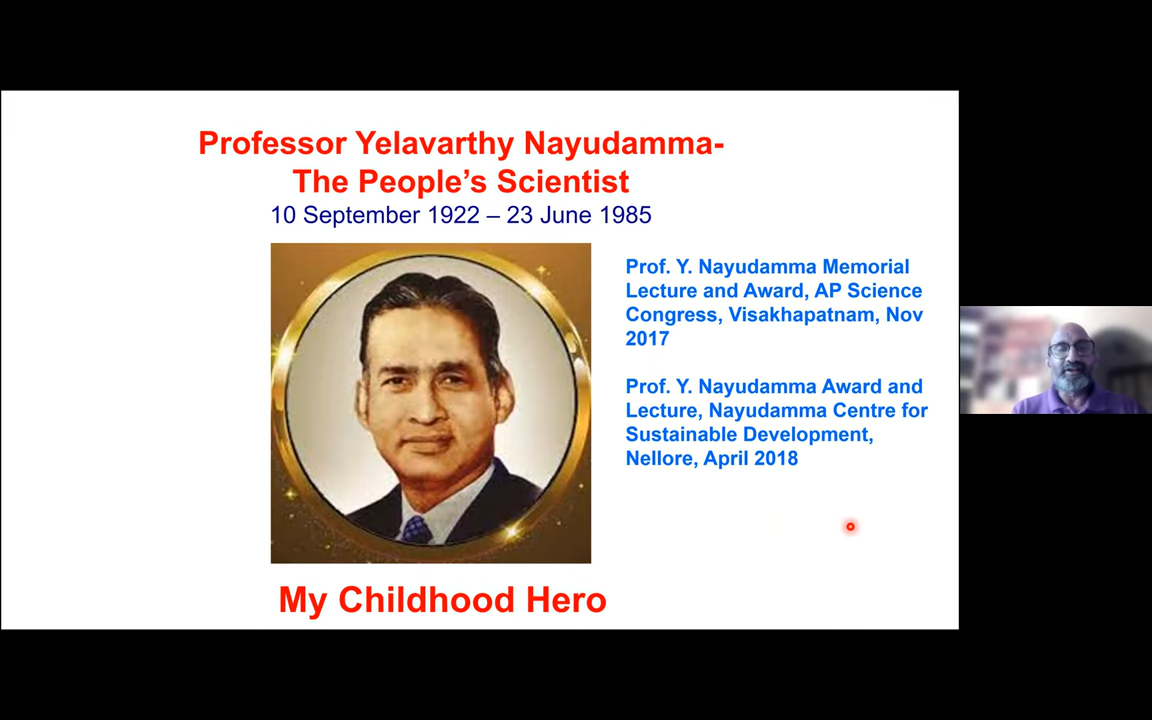 Professor Yelavarthy Nayudamma-
The People’s Scientist
10 September 1922 – 23 June 1985
Prof. Y. Nayudamma Memorial
Lecture and Award, AP Science
Congress, Visakhapatnam, Nov
2017
Prof. Y. Nayudamma Award and
Lecture, Nayudamma Centre for
Sustainable Development,
Nellore, April 2018
My Childhood Hero